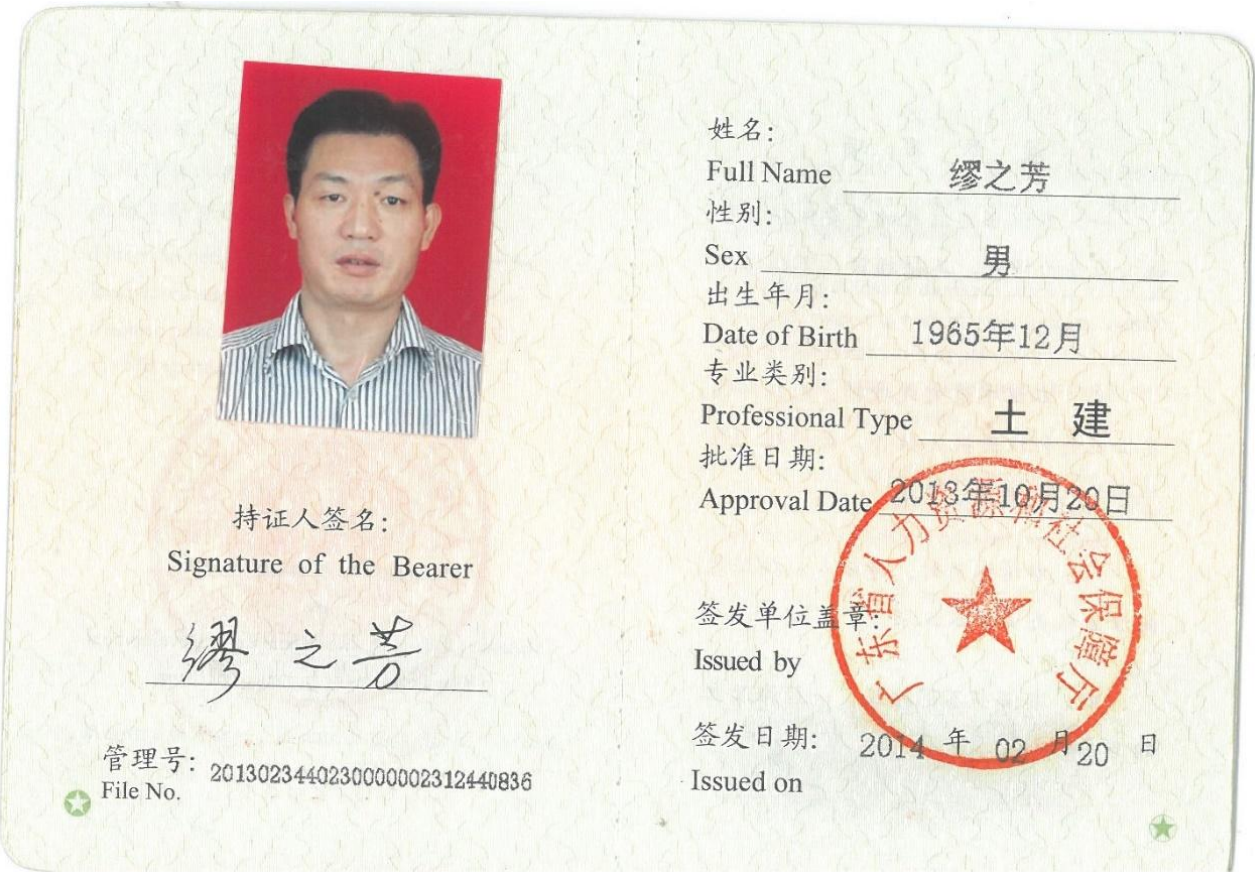 持证人签名:
Signature of the Bearer
缪之芳
管理号: 2013023440230000002312440836
File No.
姓名:
Full Name 缪之芳
性别:
Sex 男
出生年月:
Date of Birth 1965年12月
专业类别:
Professional Type 土 建
批准日期:
Approval Date 2013年10月20日
广东省人力资源和社会保障厅
签发单位盖章:
Issued by
签发日期: 2014 年 02 月 20 日
Issued on